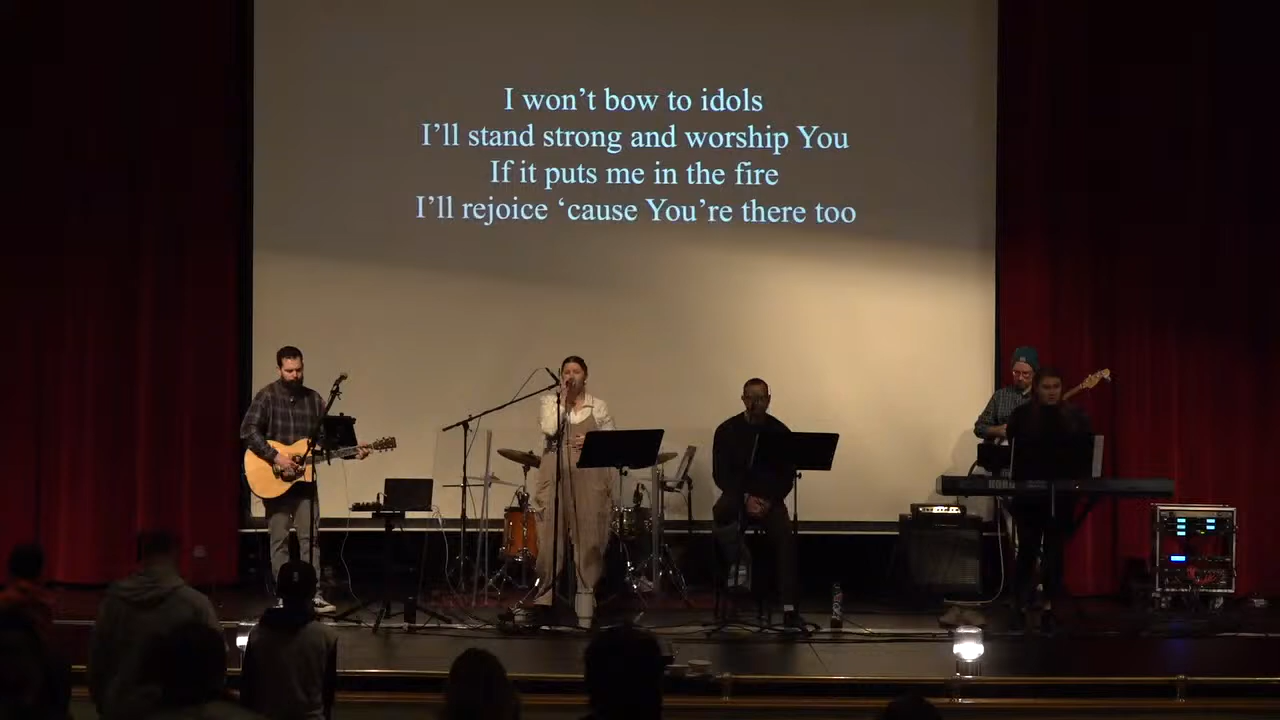 I won’t bow to idols
I’ll stand strong and worship You
If it puts me in the fire
I’ll rejoice ‘cause You’re there too